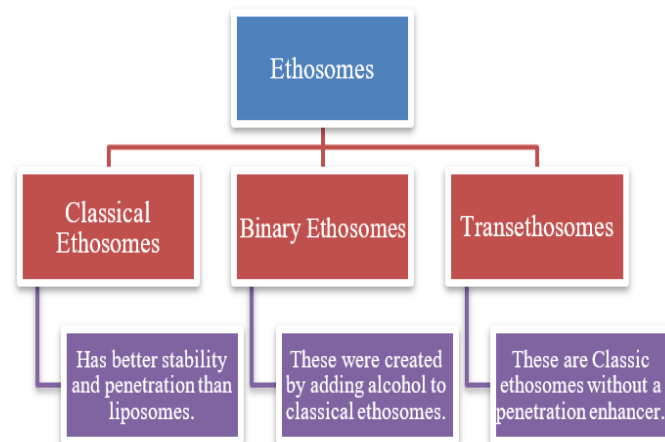 Ethosomes
Classical
Ethosomes
Binary Ethosomes
Transethosomes
Has better stability
and penetration than
liposomes.
These were created
by adding alcohol to
classical ethosomes.
These are Classic
ethosomes without a
penetration enhancer.